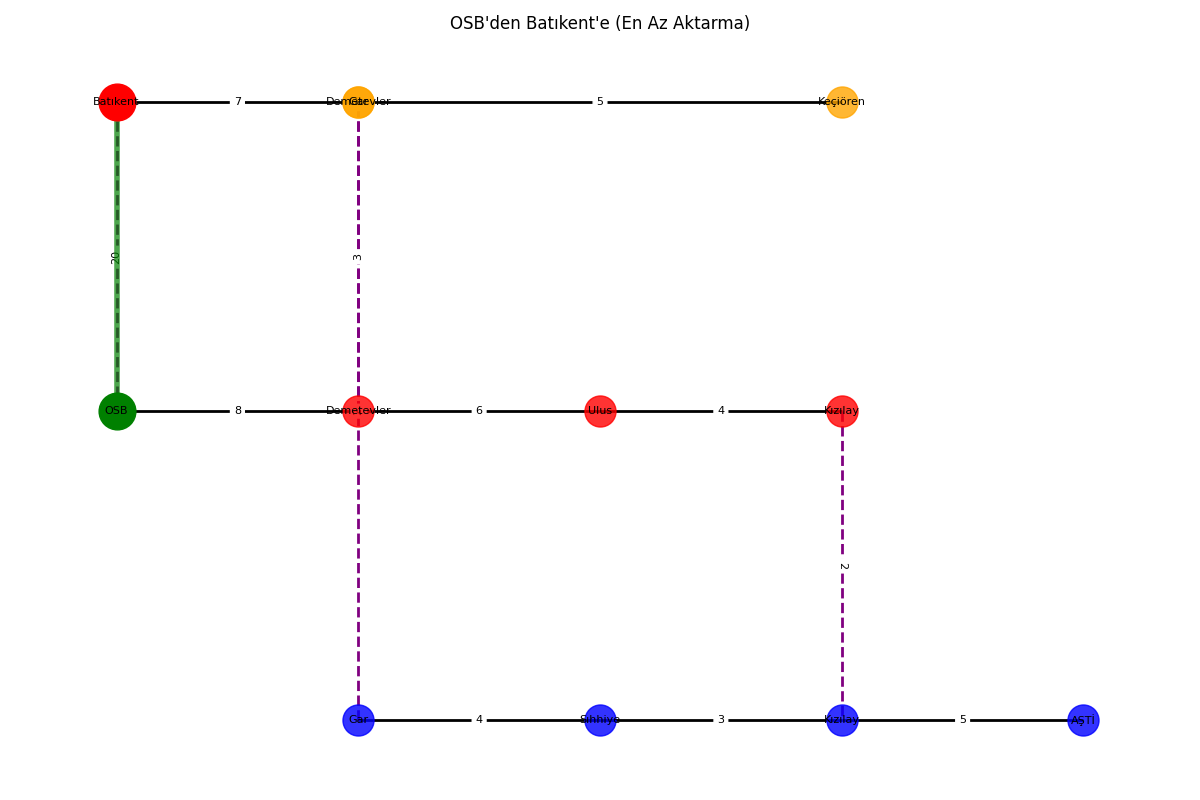 OSB'den Batıkent'e (En Az Aktarma)
Batıkent
7
Demetevler
Gar
5
Keçiören
20
3
OSB
8
Demetevler
6
Ulus
4
Kızılay
2
Gar
4
Sıhhiye
3
Kızılay
5
AŞTİ